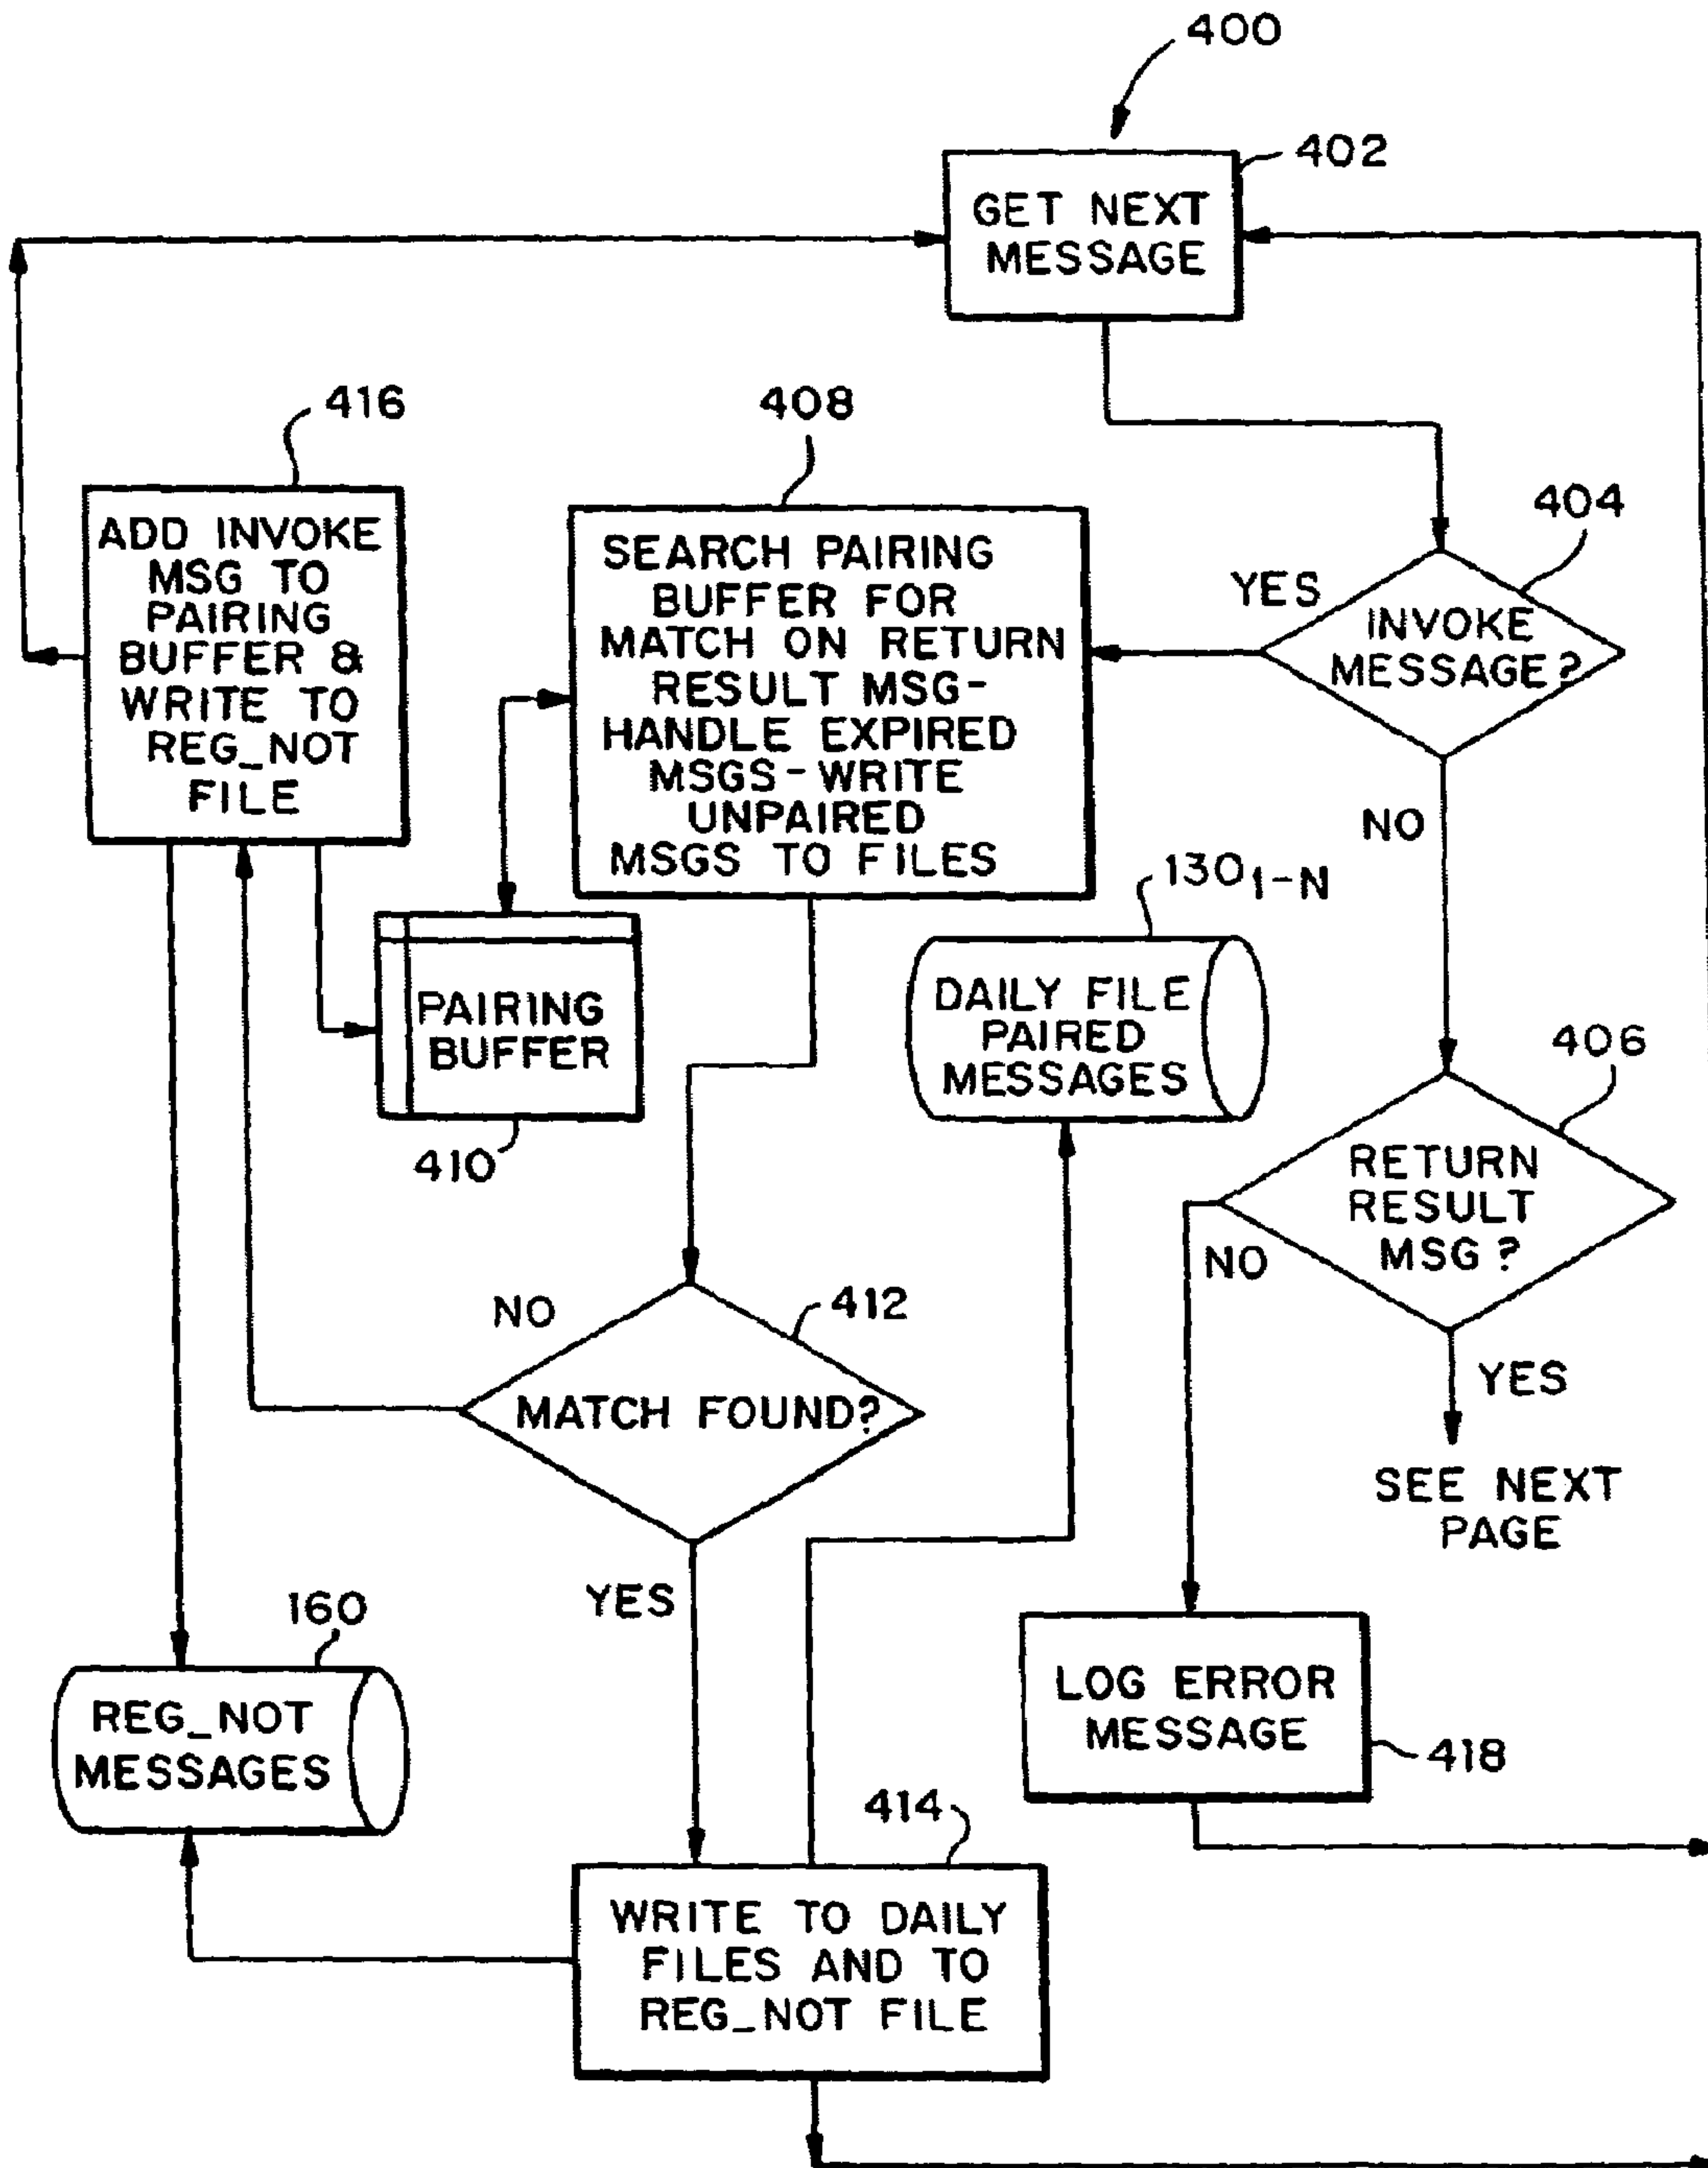 400
402
GET NEXT
MESSAGE
416
408
404
ADD INVOKE
MSG TO
PAIRING
BUFFER &
WRITE TO
REG_NOT
FILE
SEARCH PAIRING
BUFFER FOR
MATCH ON RETURN
RESULT MSG-
HANDLE EXPIRED
MSGS-WRITE
UNPAIRED
MSGS TO FILES
YES
INVOKE
MESSAGE?
NO
130 1-N
PAIRING
BUFFER
410
DAILY FILE
PAIRED
MESSAGES
406
RETURN
RESULT
MSG?
NO
YES
SEE NEXT
PAGE
NO
412
MATCH FOUND?
YES
160
REG_NOT
MESSAGES
LOG ERROR
MESSAGE
418
414
WRITE TO DAILY
FILES AND TO
REG_NOT FILE